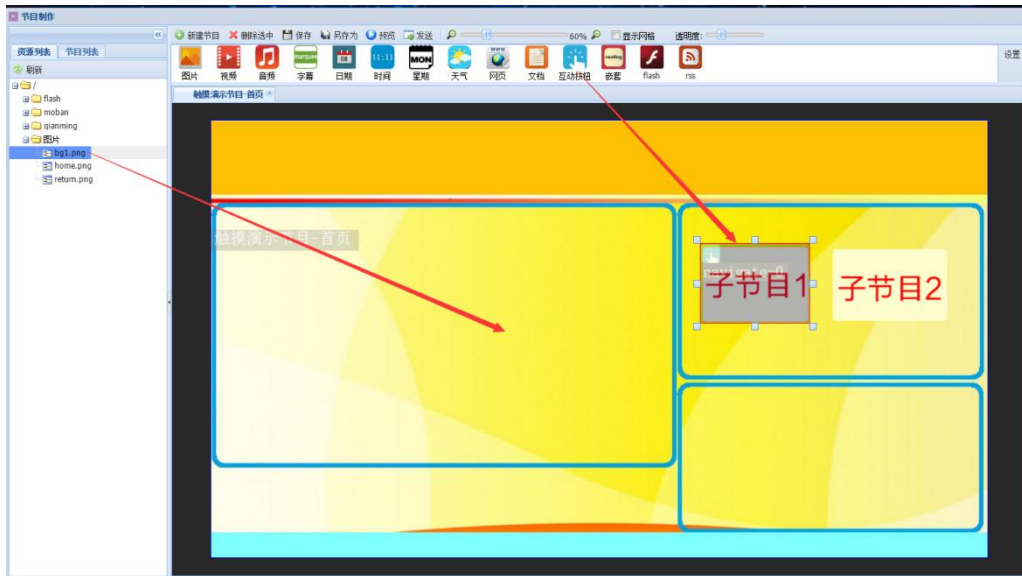 节目制作
新建节目 删除选中 保存 另存为 预览 发送 60% 显示网格 透明度:
资源列表 节目列表
刷新
/
flash
moban
qianming
图片
bg1.png
home.png
return.png
marquee 08 11:11 MON www
图片 视频 音频 字幕 日期 时间 星期 天气 网页 文档 互动按钮 嵌套 flash rss
设置
触摸演示节目-首页
触摸演示节目-首页
navigate-0
子节目1
子节目2